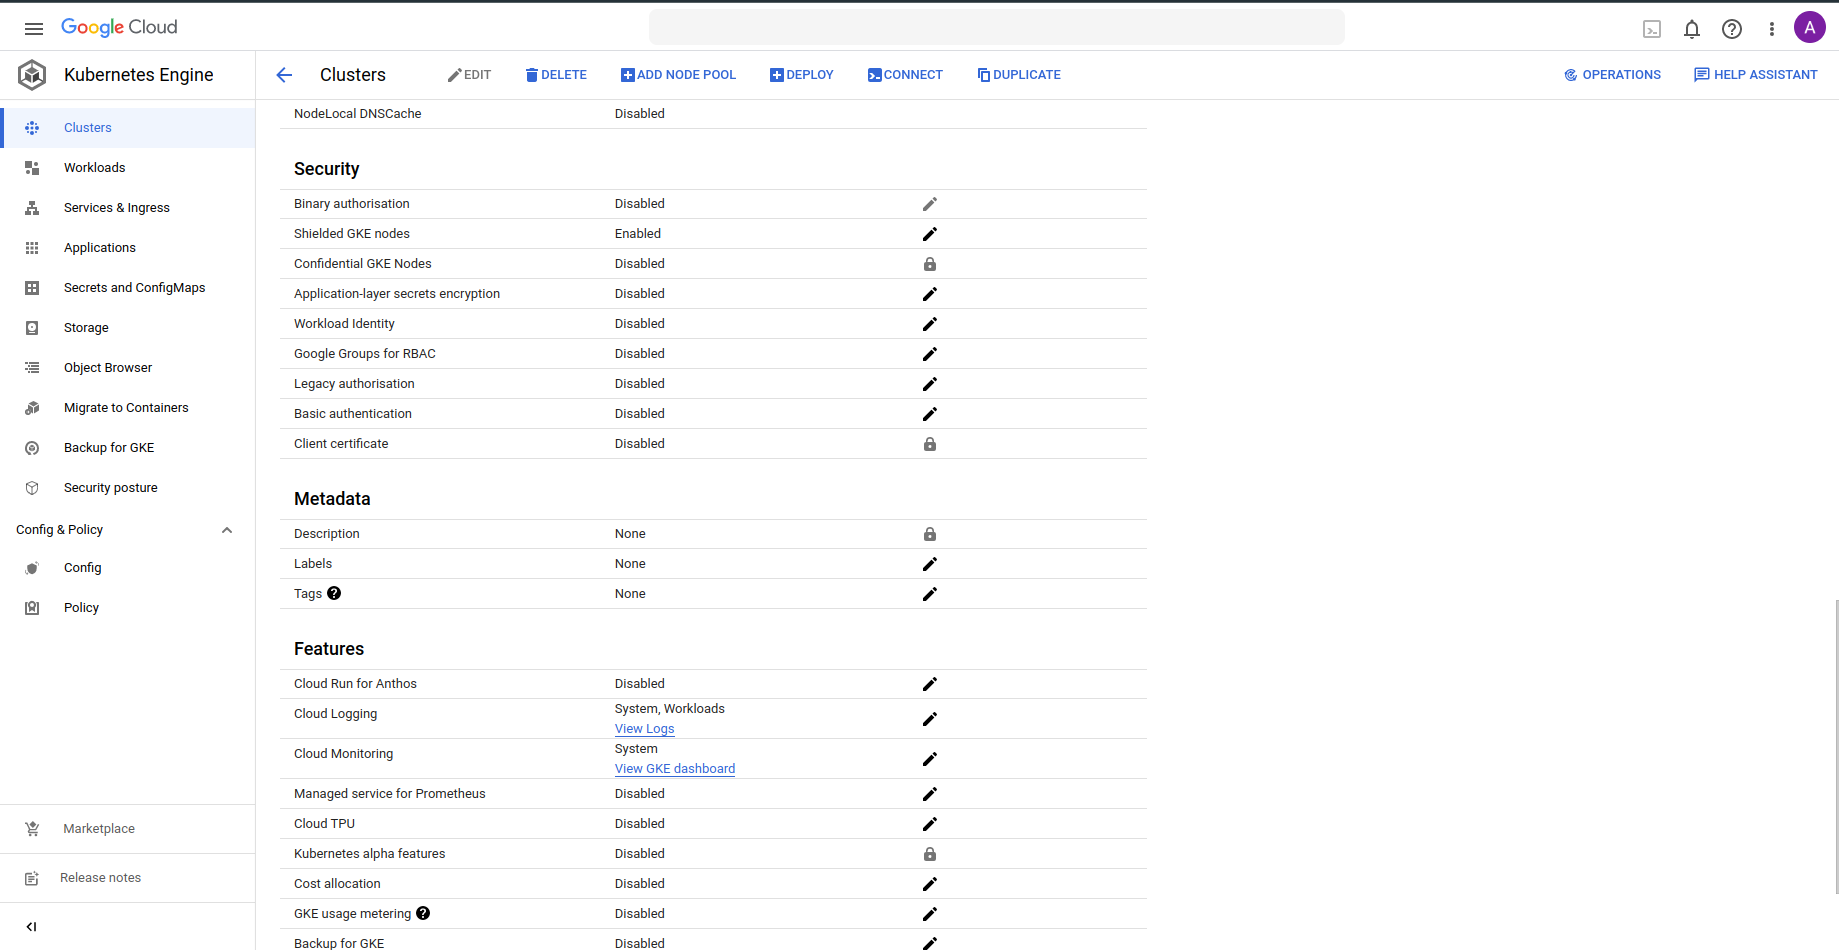 Google Cloud
A
Kubernetes Engine
Clusters
EDIT
DELETE
ADD NODE POOL
DEPLOY
CONNECT
DUPLICATE
OPERATIONS
HELP ASSISTANT
Clusters
Workloads
Services & Ingress
Applications
Secrets and ConfigMaps
Storage
Object Browser
Migrate to Containers
Backup for GKE
Security posture
Config & Policy
Config
Policy
Marketplace
Release notes
NodeLocal DNSCache Disabled
Security
Binary authorisation Disabled
Shielded GKE nodes Enabled
Confidential GKE Nodes Disabled
Application-layer secrets encryption Disabled
Workload Identity Disabled
Google Groups for RBAC Disabled
Legacy authorisation Disabled
Basic authentication Disabled
Client certificate Disabled
Metadata
Description None
Labels None
Tags ? None
Features
Cloud Run for Anthos Disabled
Cloud Logging System, Workloads
View Logs
Cloud Monitoring System
View GKE dashboard
Managed service for Prometheus Disabled
Cloud TPU Disabled
Kubernetes alpha features Disabled
Cost allocation Disabled
GKE usage metering ? Disabled
Backup for GKE Disabled